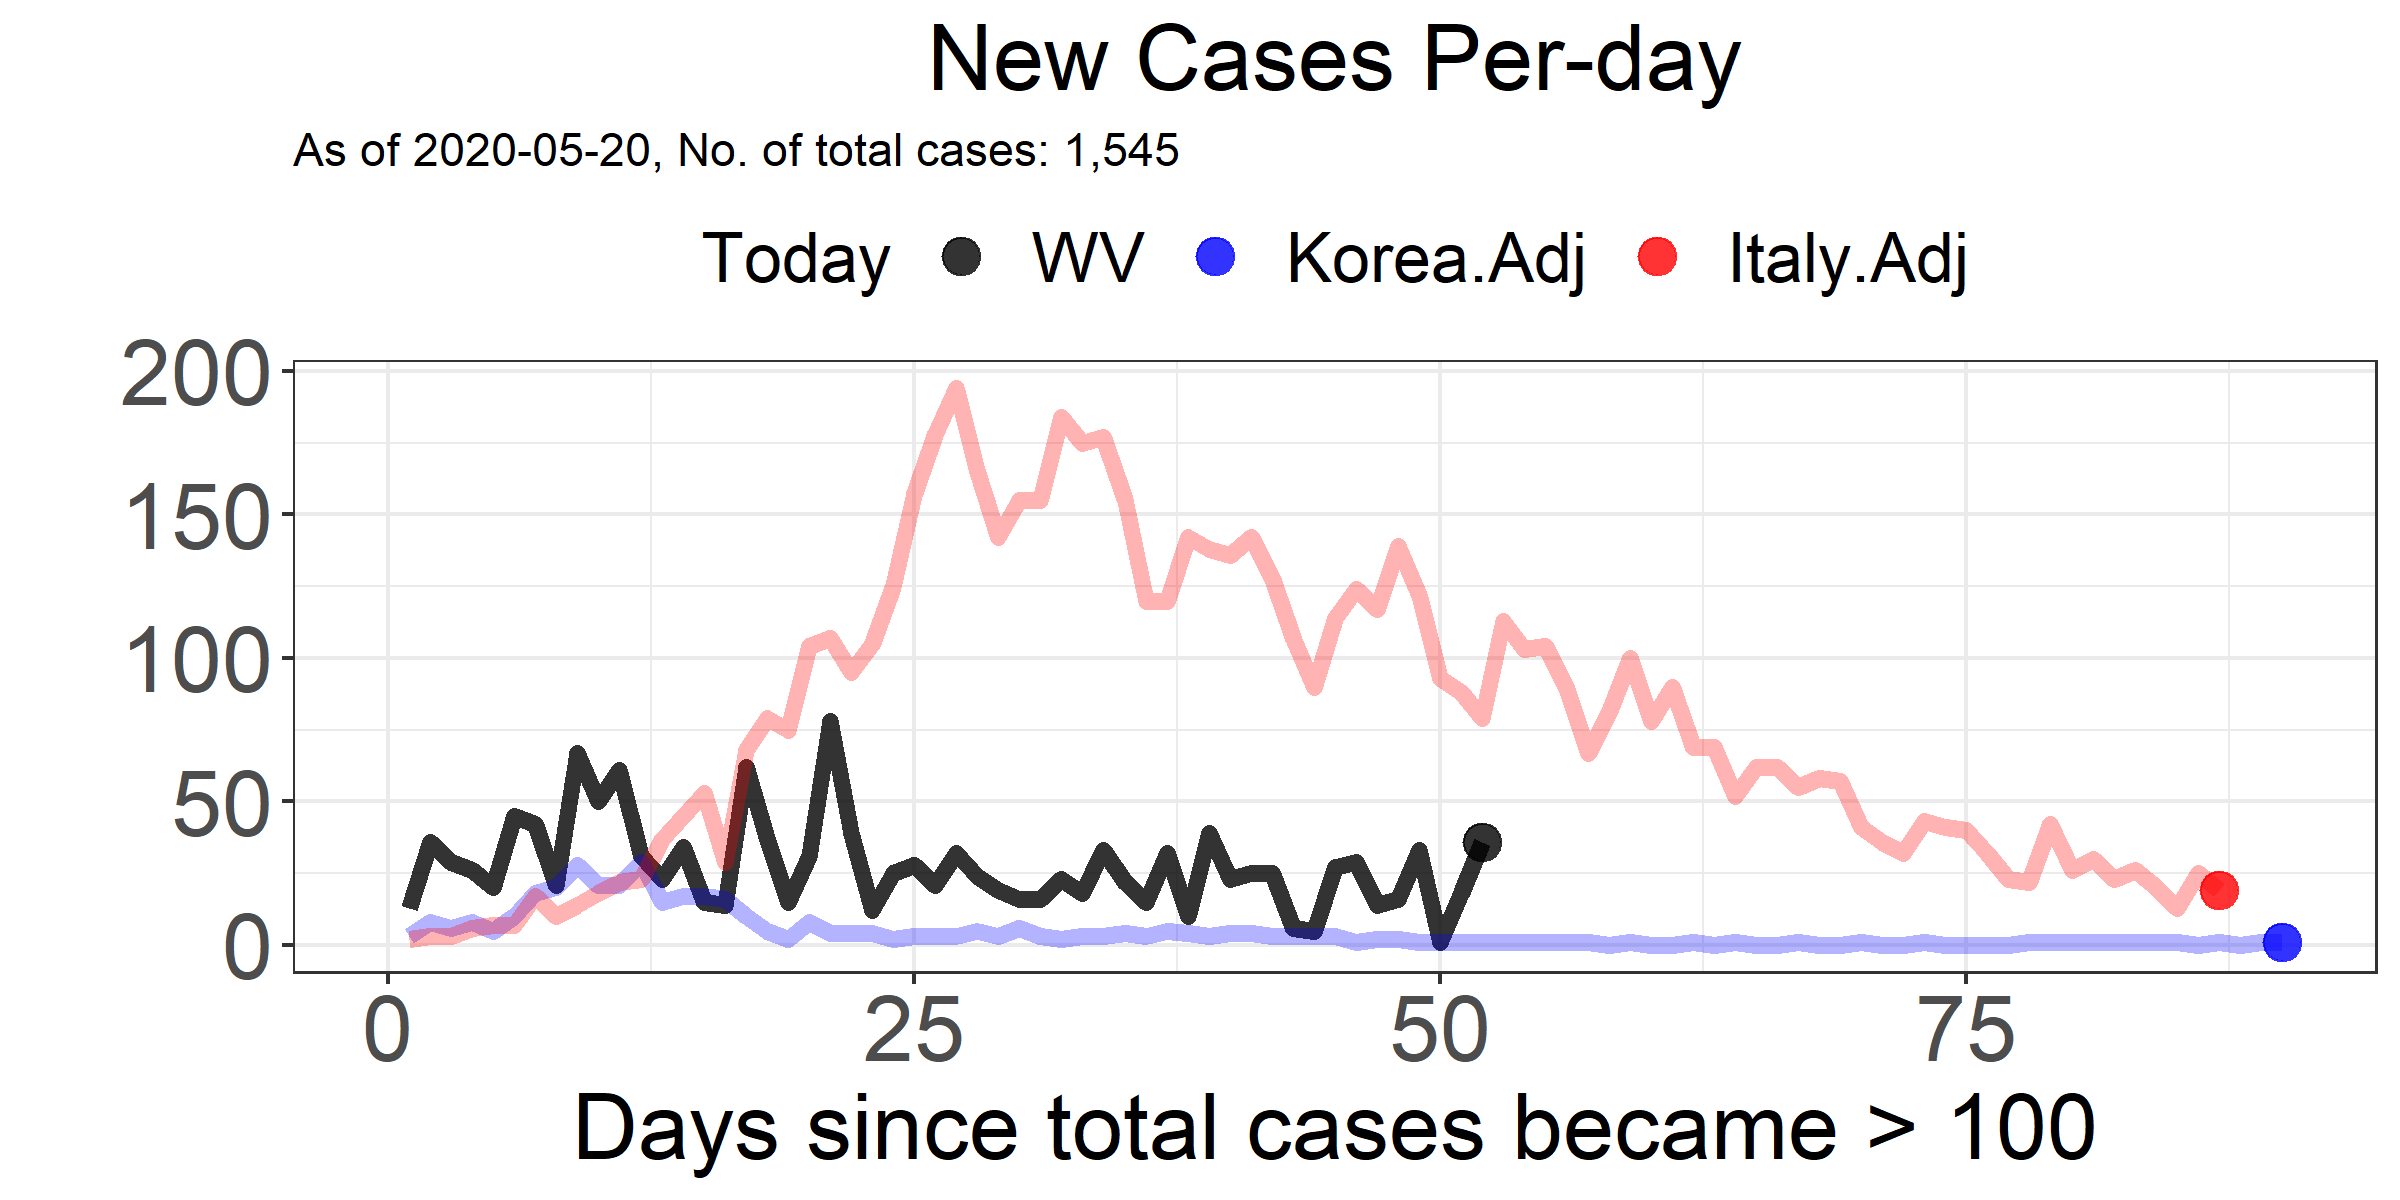 New Cases Per-day
As of 2020-05-20, No. of total cases: 1,545
Today WV Korea.Adj Italy.Adj
200
150
100
50
0
0 25 50 75
Days since total cases became > 100